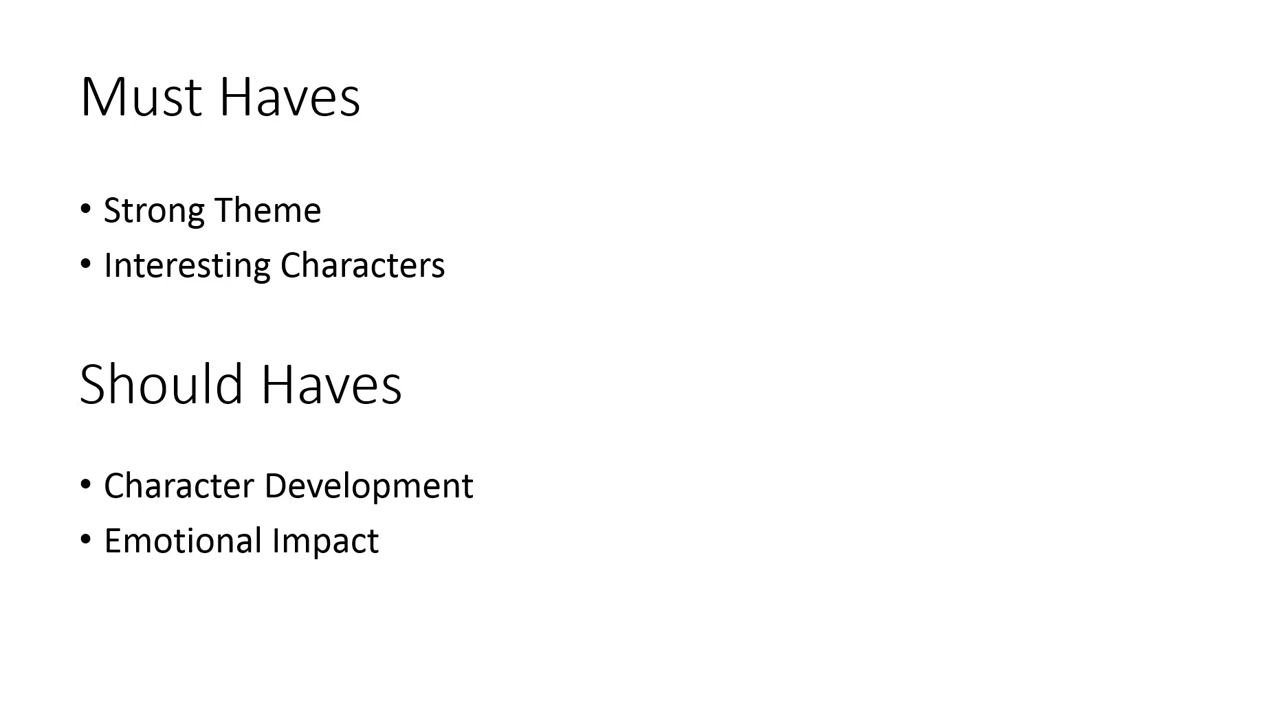 Must Haves
• Strong Theme
• Interesting Characters
Should Haves
• Character Development
• Emotional Impact